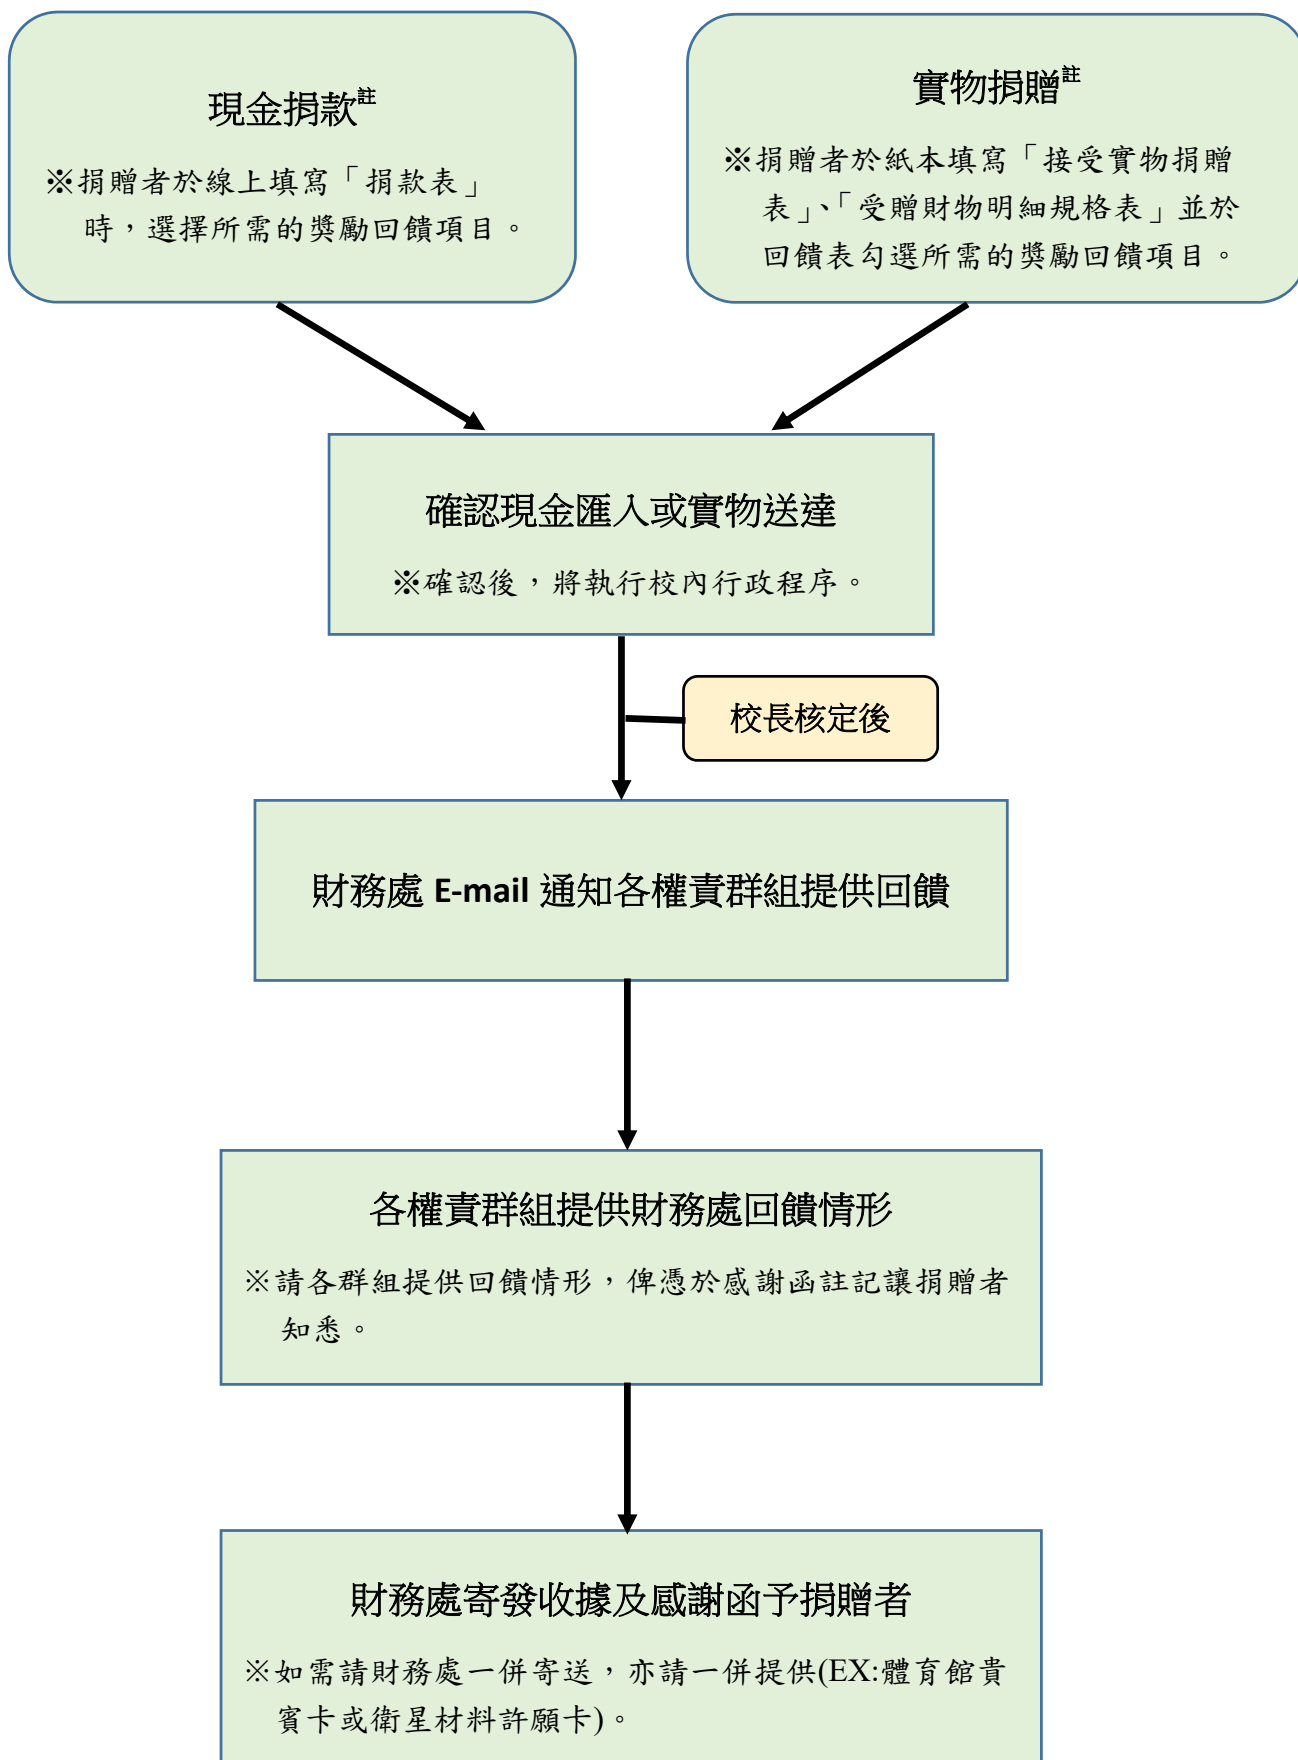 現金捐款註
※捐贈者於線上填寫「捐款表」
時，選擇所需的獎勵回饋項目。
實物捐贈註
※捐贈者於紙本填寫「接受實物捐贈
表」、「受贈財物明細規格表」並於
回饋表勾選所需的獎勵回饋項目。
確認現金匯入或實物送達
※確認後，將執行校內行政程序。
校長核定後
財務處 E-mail 通知各權責群組提供回饋
各權責群組提供財務處回饋情形
※請各群組提供回饋情形，俾憑於感謝函註記讓捐贈者
知悉。
財務處寄發收據及感謝函予捐贈者
※如需請財務處一併寄送，亦請一併提供(EX:體育館貴
賓卡或衛星材料許願卡)。